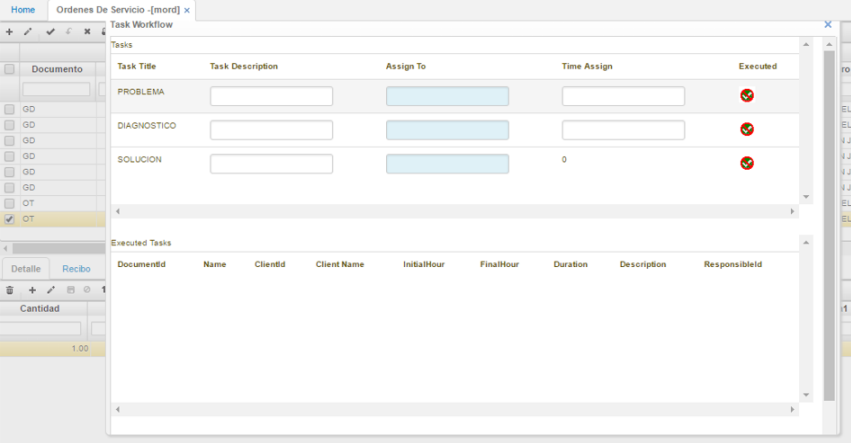 Home Ordenes De Servicio -[mord] ×
Task Workflow ×
Tasks
Documento
Task Title Task Description Assign To Time Assign Executed
PROBLEMA
GD
GD
DIAGNOSTICO
GD
GD
SOLUCION 0
GD
GD
OT
OT
Executed Tasks
Detalle Recibo
DocumentId Name ClientId Client Name InitialHour FinalHour Duration Description ResponsibleId
Cantidad
1.00